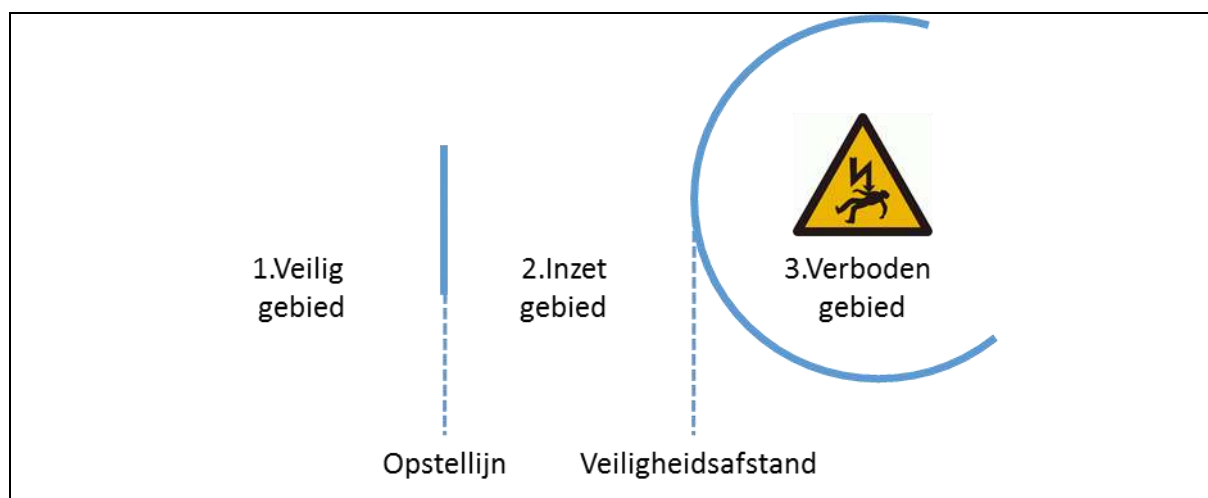 1.Veilig
gebied
2.Inzet
gebied
3.Verboden
gebied
Opstellijn
Veiligheidsafstand